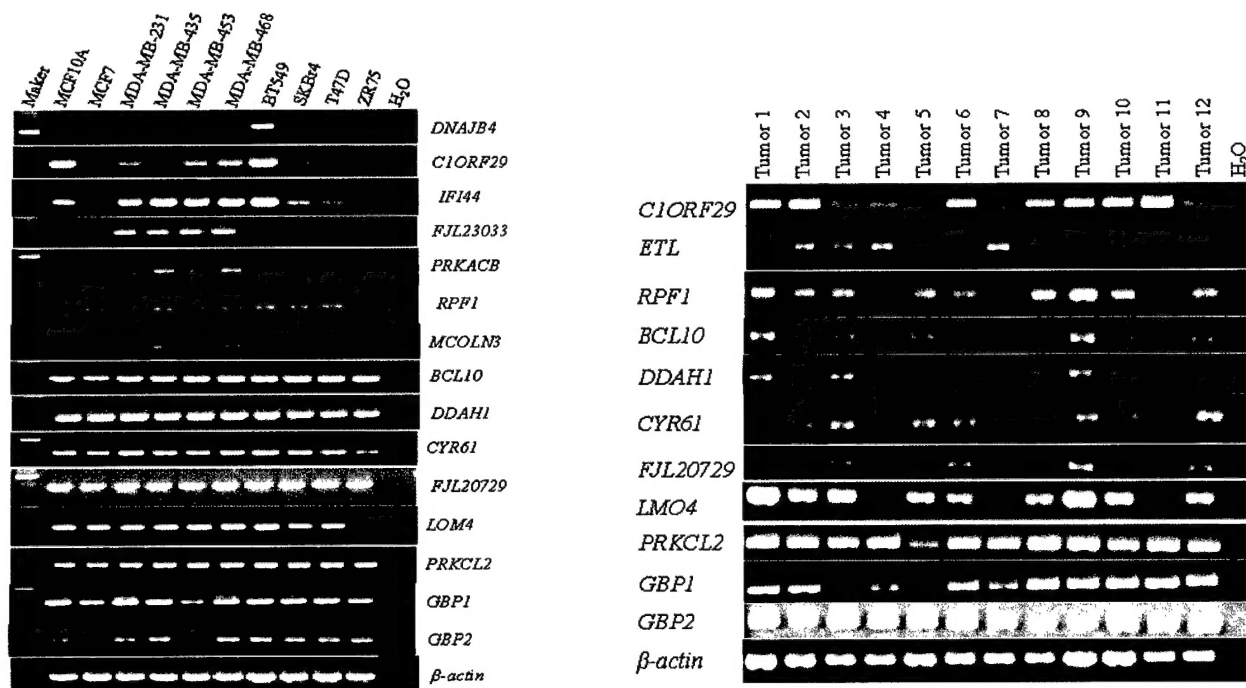 Maker
MCF10A
MCF7
MDA-MB-231
MDA-MB-435
MDA-MB-453
MDA-MB-468
BT549
SKBr4
T47D
ZR75
H₂O
DNAJB4
C1ORF29
IFI44
FJL23033
PRKACB
RPF1
MCOLN3
BCL10
DDAH1
CYR61
FJL20729
LOM4
PRKCL2
GBP1
GBP2
β-actin
Tumor 1
Tumor 2
Tumor 3
Tumor 4
Tumor 5
Tumor 6
Tumor 7
Tumor 8
Tumor 9
Tumor 10
Tumor 11
Tumor 12
H₂O
C1ORF29
ETL
RPF1
BCL10
DDAH1
CYR61
FJL20729
LMO4
PRKCL2
GBP1
GBP2
β-actin